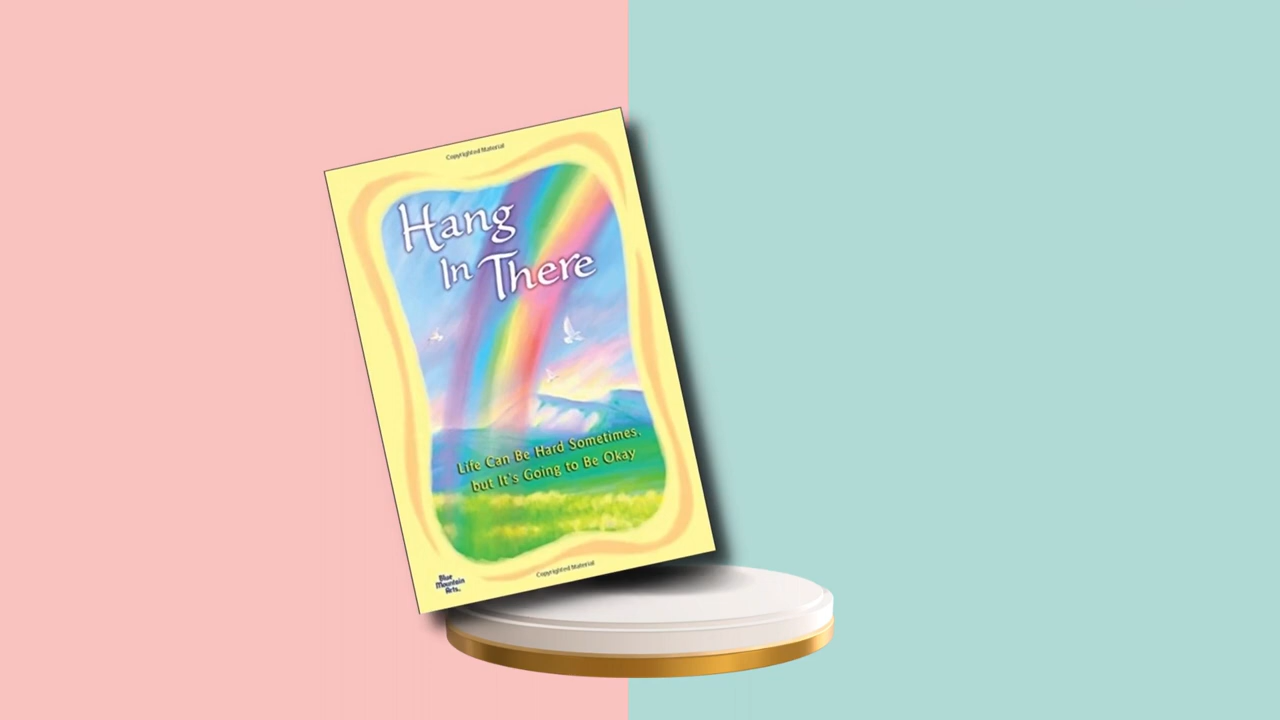 Copyrighted Material
Hang
In There
Life Can Be Hard Sometimes,
but It's Going to Be Okay
Blue
Mountain
Arts.
Copyrighted Material